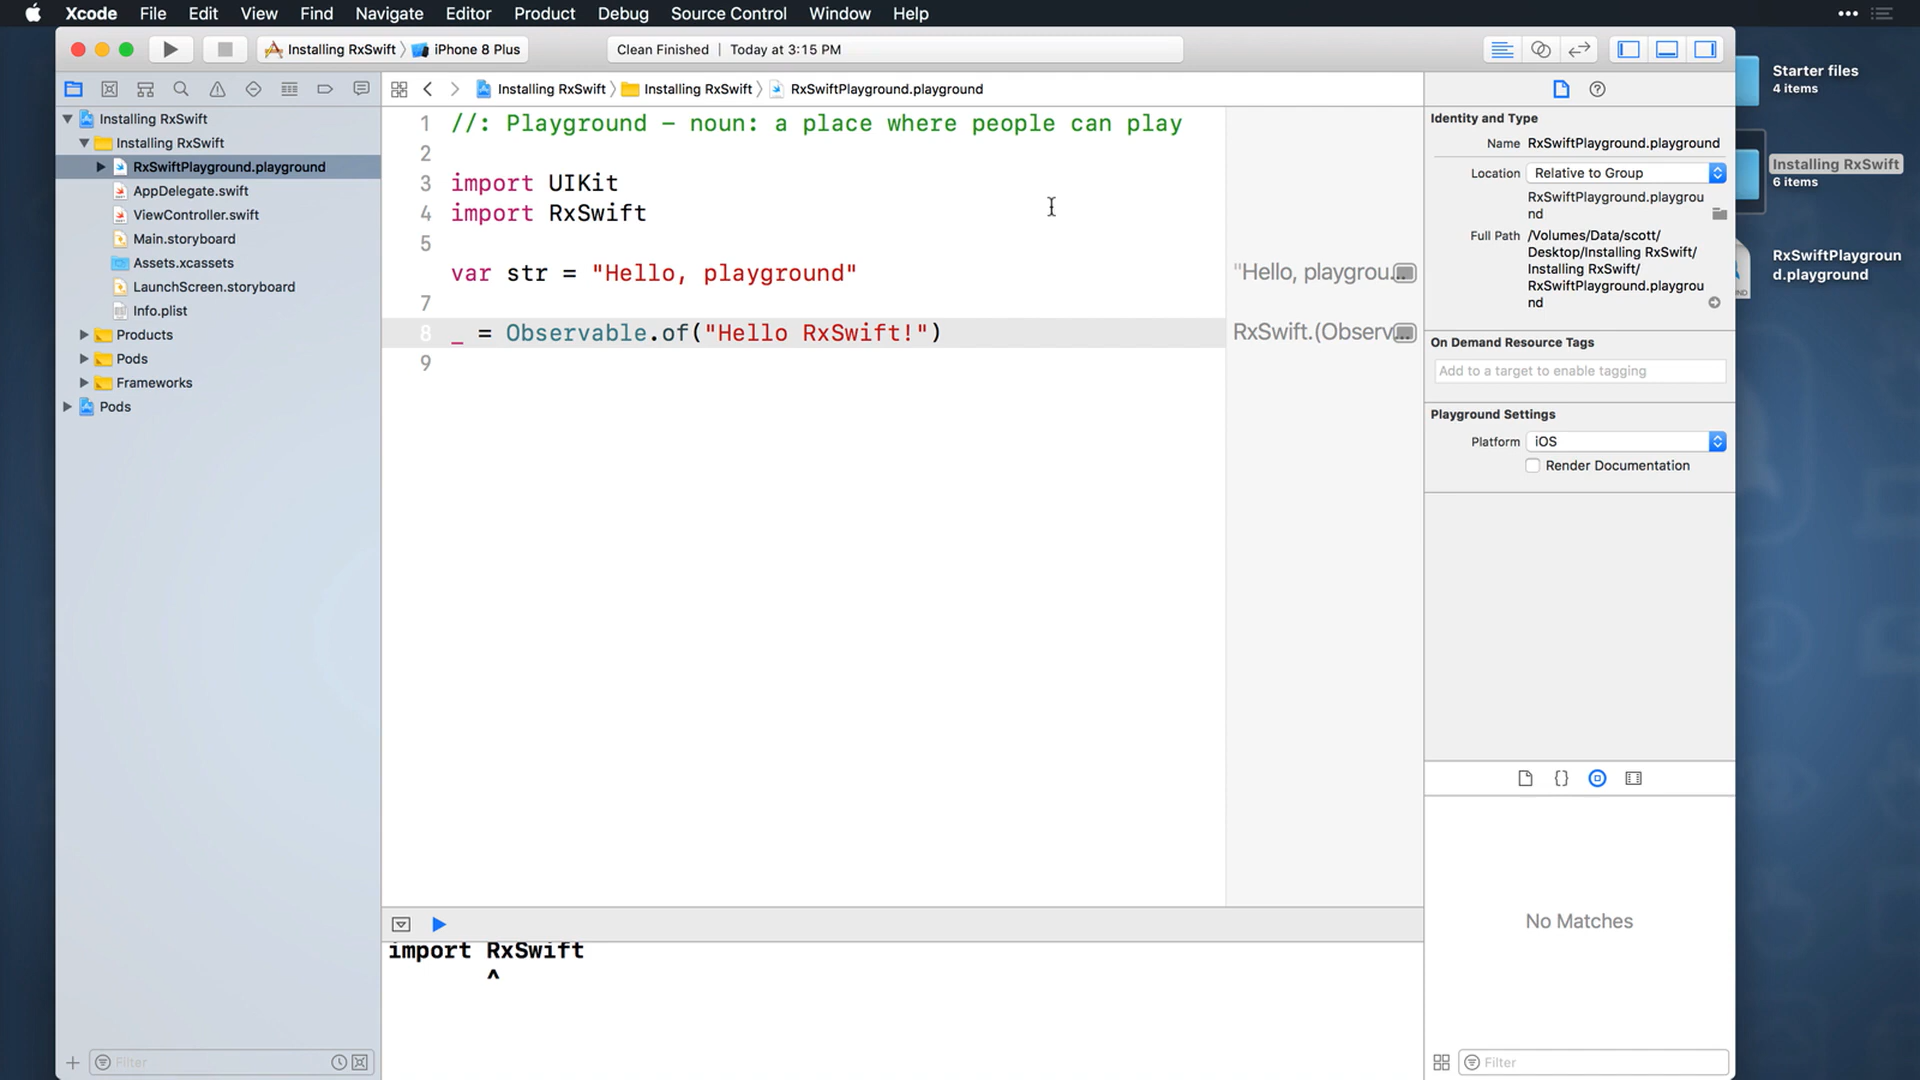 Xcode File Edit View Find Navigate Editor Product Debug Source Control Window Help
Installing RxSwift iPhone 8 Plus
Clean Finished | Today at 3:15 PM
Installing RxSwift
Installing RxSwift
RxSwiftPlayground.playground
AppDelegate.swift
ViewController.swift
Main.storyboard
Assets.xcassets
LaunchScreen.storyboard
Info.plist
Products
Pods
Frameworks
Pods
Filter
Installing RxSwift Installing RxSwift RxSwiftPlayground.playground
1 //: Playground – noun: a place where people can play
2
3 import UIKit
4 import RxSwift
5
var str = "Hello, playground"
7
8 _ = Observable.of("Hello RxSwift!")
9
"Hello, playgrou...
RxSwift.(Observ...
import RxSwift
^
Identity and Type
Name RxSwiftPlayground.playground
Location Relative to Group
RxSwiftPlayground.playgrou
nd
Full Path /Volumes/Data/scott/
Desktop/Installing RxSwift/
Installing RxSwift/
RxSwiftPlayground.playgrou
nd
On Demand Resource Tags
Add to a target to enable tagging
Playground Settings
Platform iOS
Render Documentation
{}
No Matches
Filter
Starter files
4 items
Installing RxSwift
6 items
RxSwiftPlaygroun
d.playground